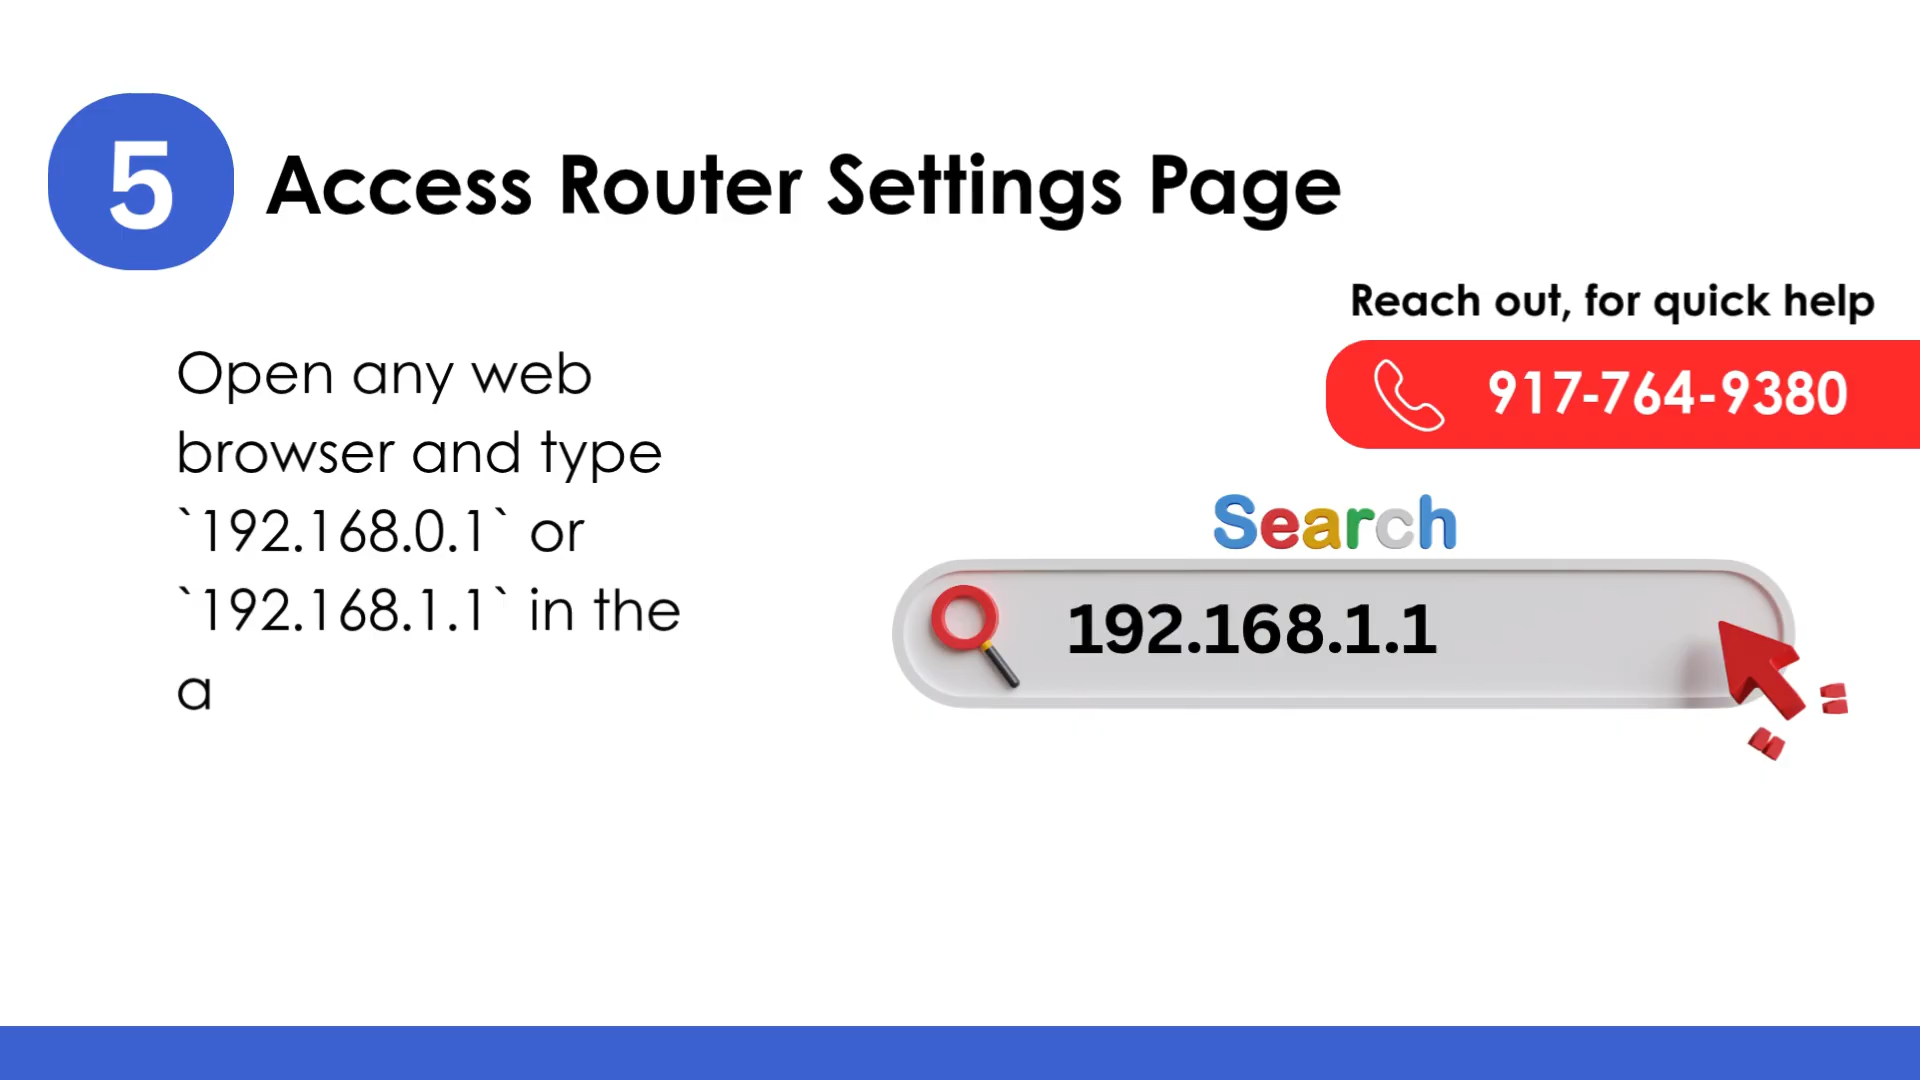 5
Access Router Settings Page
Reach out, for quick help
917-764-9380
Open any web
browser and type
`192.168.0.1` or
`192.168.1.1` in the
a
Search
192.168.1.1